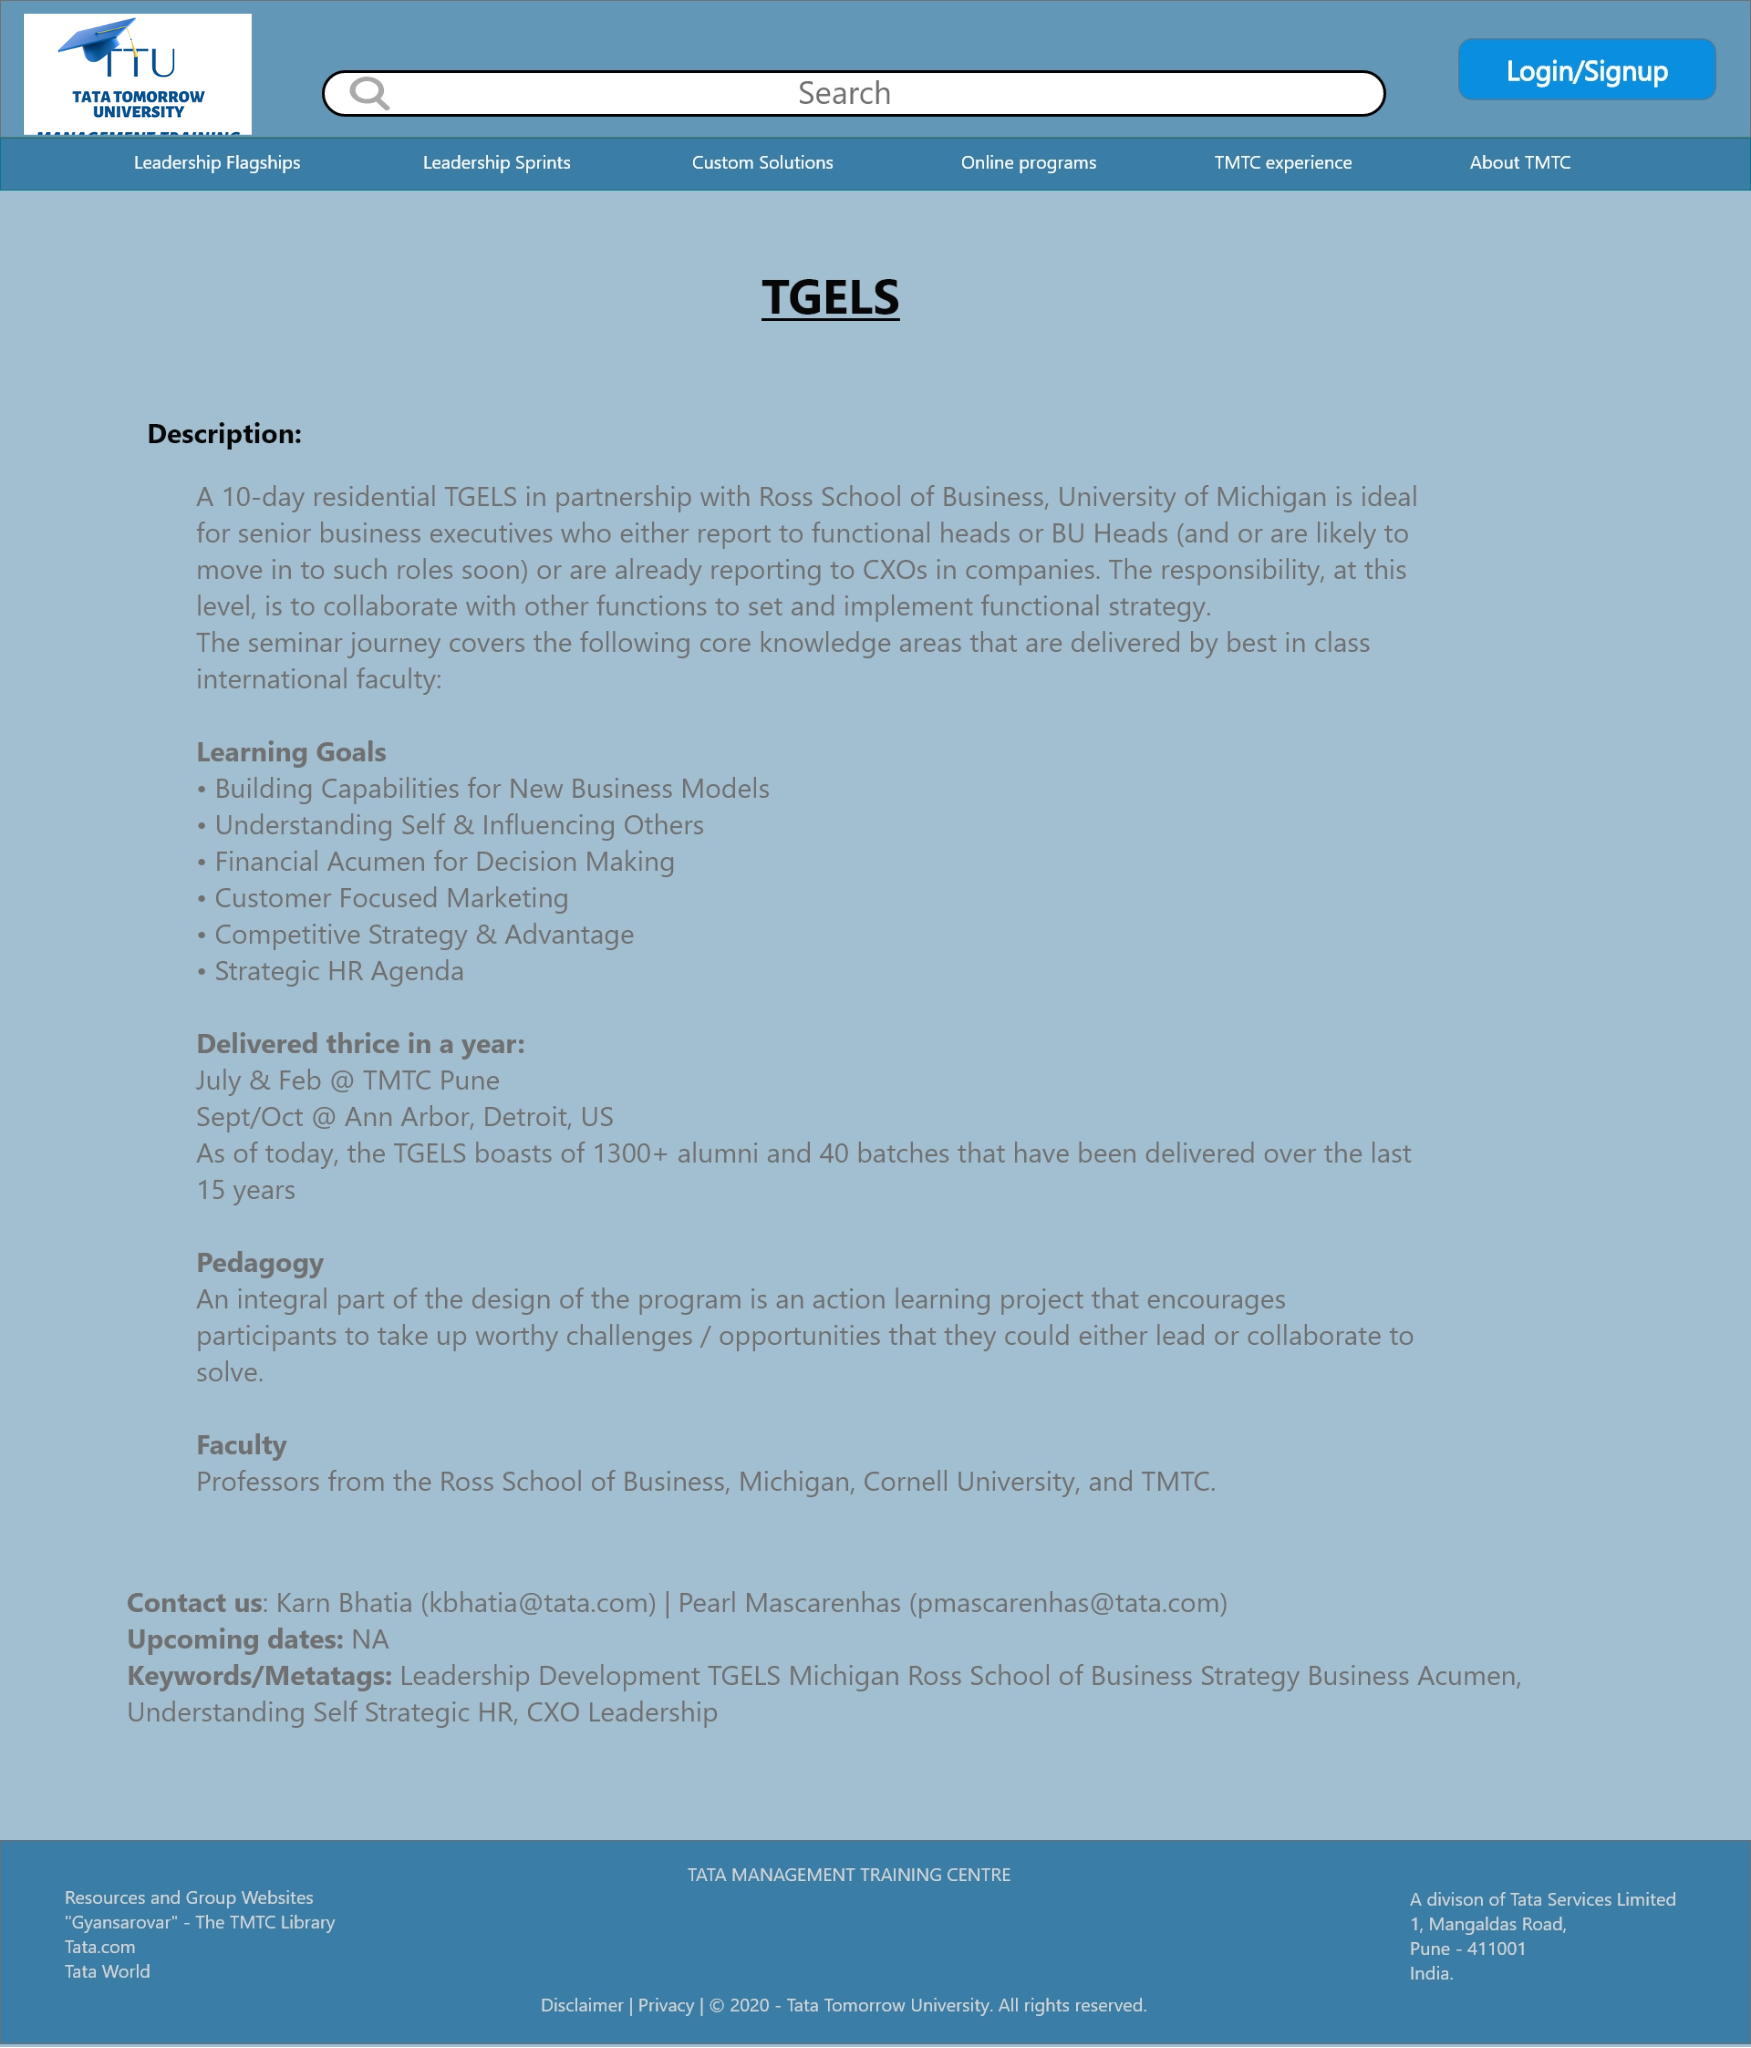 TTU
TATA TOMORROW
UNIVERSITY
MANAGEMENT TRAINING
Search
Login/Signup
Leadership Flagships
Leadership Sprints
Custom Solutions
Online programs
TMTC experience
About TMTC
TGELS
Description:
A 10-day residential TGELS in partnership with Ross School of Business, University of Michigan is ideal
for senior business executives who either report to functional heads or BU Heads (and or are likely to
move in to such roles soon) or are already reporting to CXOs in companies. The responsibility, at this
level, is to collaborate with other functions to set and implement functional strategy.
The seminar journey covers the following core knowledge areas that are delivered by best in class
international faculty:
Learning Goals
• Building Capabilities for New Business Models
• Understanding Self & Influencing Others
• Financial Acumen for Decision Making
• Customer Focused Marketing
• Competitive Strategy & Advantage
• Strategic HR Agenda
Delivered thrice in a year:
July & Feb @ TMTC Pune
Sept/Oct @ Ann Arbor, Detroit, US
As of today, the TGELS boasts of 1300+ alumni and 40 batches that have been delivered over the last
15 years
Pedagogy
An integral part of the design of the program is an action learning project that encourages
participants to take up worthy challenges / opportunities that they could either lead or collaborate to
solve.
Faculty
Professors from the Ross School of Business, Michigan, Cornell University, and TMTC.
Contact us: Karn Bhatia (kbhatia@tata.com) | Pearl Mascarenhas (pmascarenhas@tata.com)
Upcoming dates: NA
Keywords/Metatags: Leadership Development TGELS Michigan Ross School of Business Strategy Business Acumen,
Understanding Self Strategic HR, CXO Leadership
TATA MANAGEMENT TRAINING CENTRE
Resources and Group Websites
"Gyansarovar" - The TMTC Library
Tata.com
Tata World
A divison of Tata Services Limited
1, Mangaldas Road,
Pune - 411001
India.
Disclaimer | Privacy | © 2020 - Tata Tomorrow University. All rights reserved.